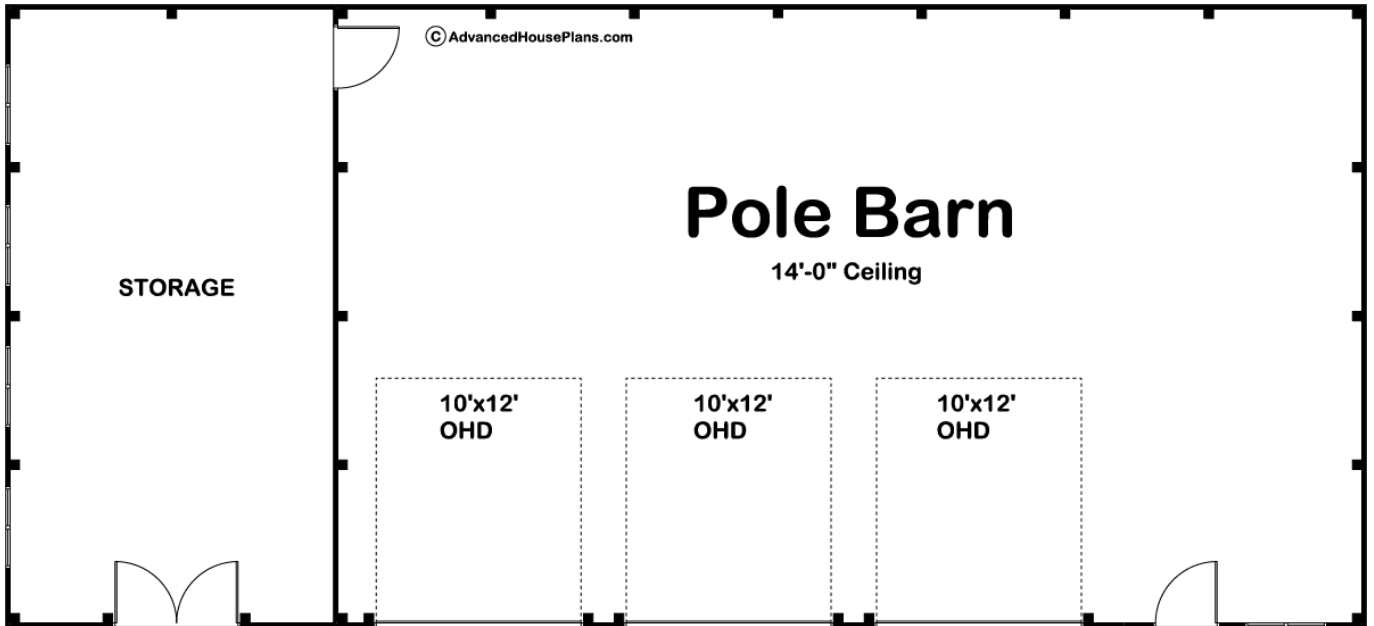 © AdvancedHousePlans.com
Pole Barn
14'-0" Ceiling
STORAGE
10'x12'
OHD
10'x12'
OHD
10'x12'
OHD